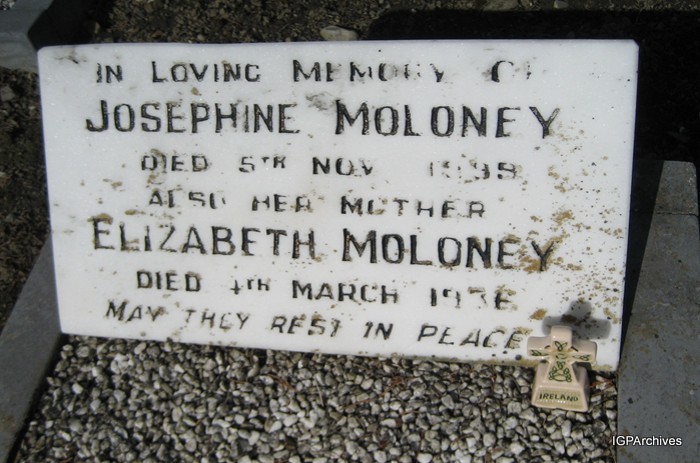 IN LOVING MEMORY OF
JOSEPHINE MOLONEY
DIED 5TH NOV
ALSO HER MOTHER
ELIZABETH MOLONEY
DIED 4TH MARCH
MAY THEY REST IN PEACE
IRELAND
IGPArchives